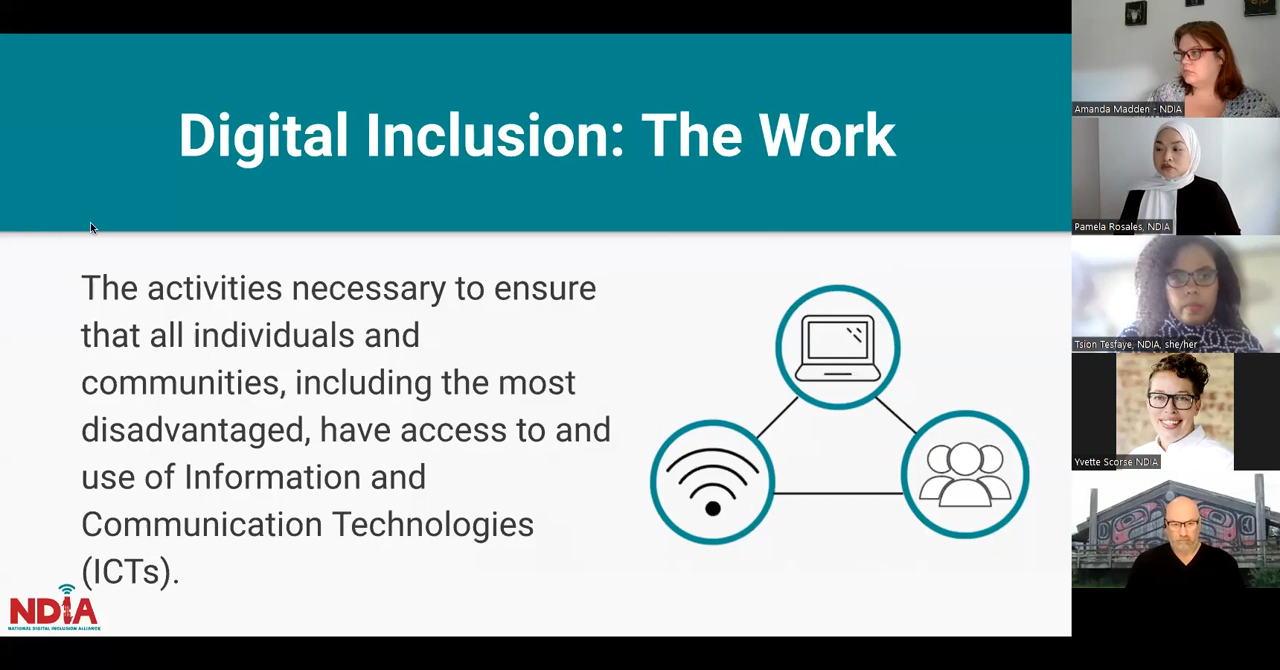 Digital Inclusion: The Work
The activities necessary to ensure
that all individuals and
communities, including the most
disadvantaged, have access to and
use of Information and
Communication Technologies
(ICTs).
NDIA
NATIONAL DIGITAL INCLUSION ALLIANCE
Amanda Madden - NDIA
Pamela Rosales, NDIA
Tsion Tesfaye, NDIA, she/her
Yvette Scorse NDIA